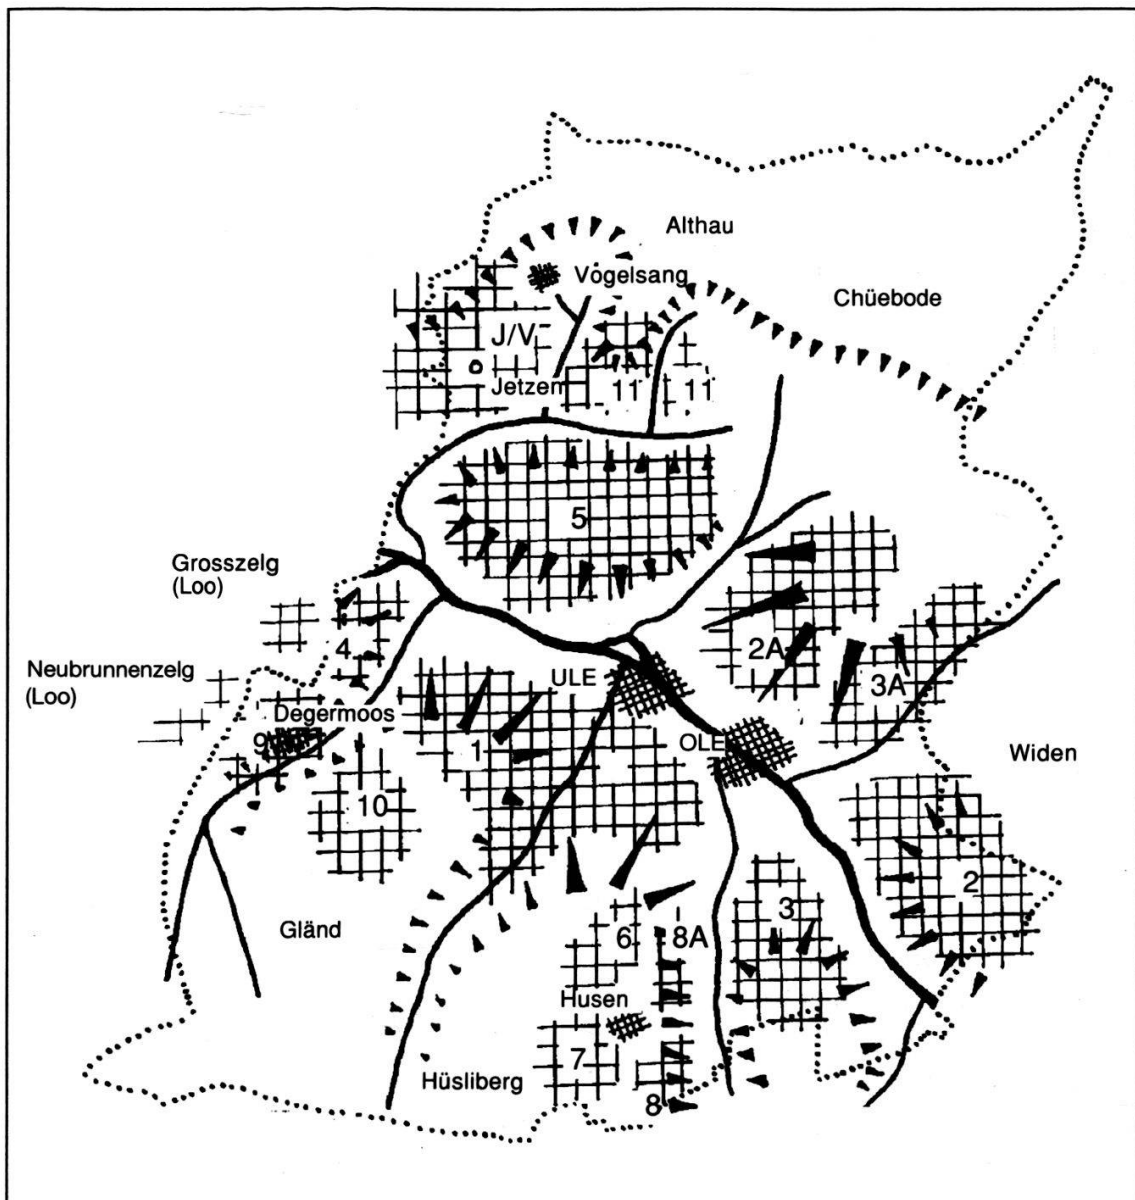 Althau
Vögelsang
Chüebode
J/V
Jetzen
11
11
5
Grosszelg
(Loo)
4
2A
3A
Neubrunnenzelg
(Loo)
ULE
Degermoos
9
1
OLE
Widen
10
2
3
Gländ
6
8A
Husen
7
Hüsliberg
8